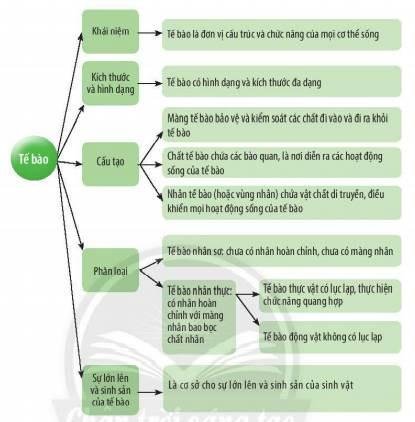 Tế bào
Khái niệm
Tế bào là đơn vị cấu trúc và chức năng của mọi cơ thể sống
Kích thước
và hình dạng
Tế bào có hình dạng và kích thước đa dạng
Cấu tạo
Màng tế bào bảo vệ và kiểm soát các chất đi vào và đi ra khỏi
tế bào
Chất tế bào chứa các bào quan, là nơi diễn ra các hoạt động
sống của tế bào
Nhân tế bào (hoặc vùng nhân) chứa vật chất di truyền, điều
khiển mọi hoạt động sống của tế bào
Phân loại
Tế bào nhân sơ: chưa có nhân hoàn chỉnh, chưa có màng nhân
Tế bào nhân thực:
có nhân hoàn
chỉnh với màng
nhân bao bọc
chất nhân
Tế bào thực vật có lục lạp, thực hiện
chức năng quang hợp
Tế bào động vật không có lục lạp
Sự lớn lên
và sinh sản
của tế bào
Là cơ sở cho sự lớn lên và sinh sản của sinh vật
Chân trời sáng tạo